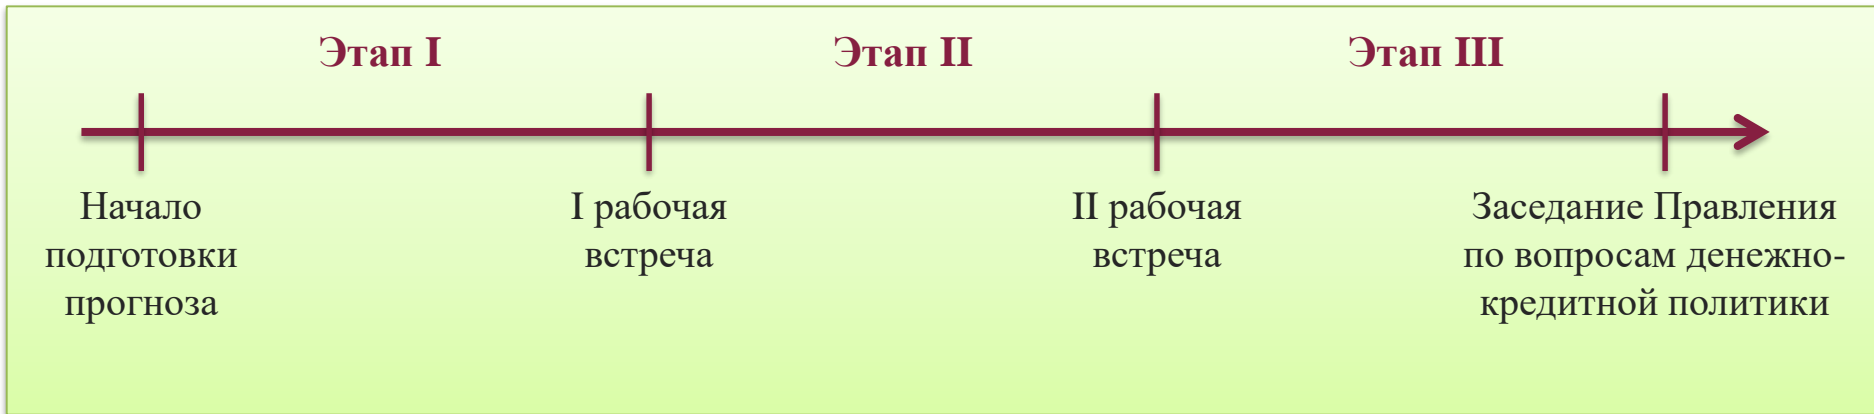 Этап I
Этап II
Этап III
Начало
подготовки
прогноза
I рабочая
встреча
II рабочая
встреча
Заседание Правления
по вопросам денежно-
кредитной политики